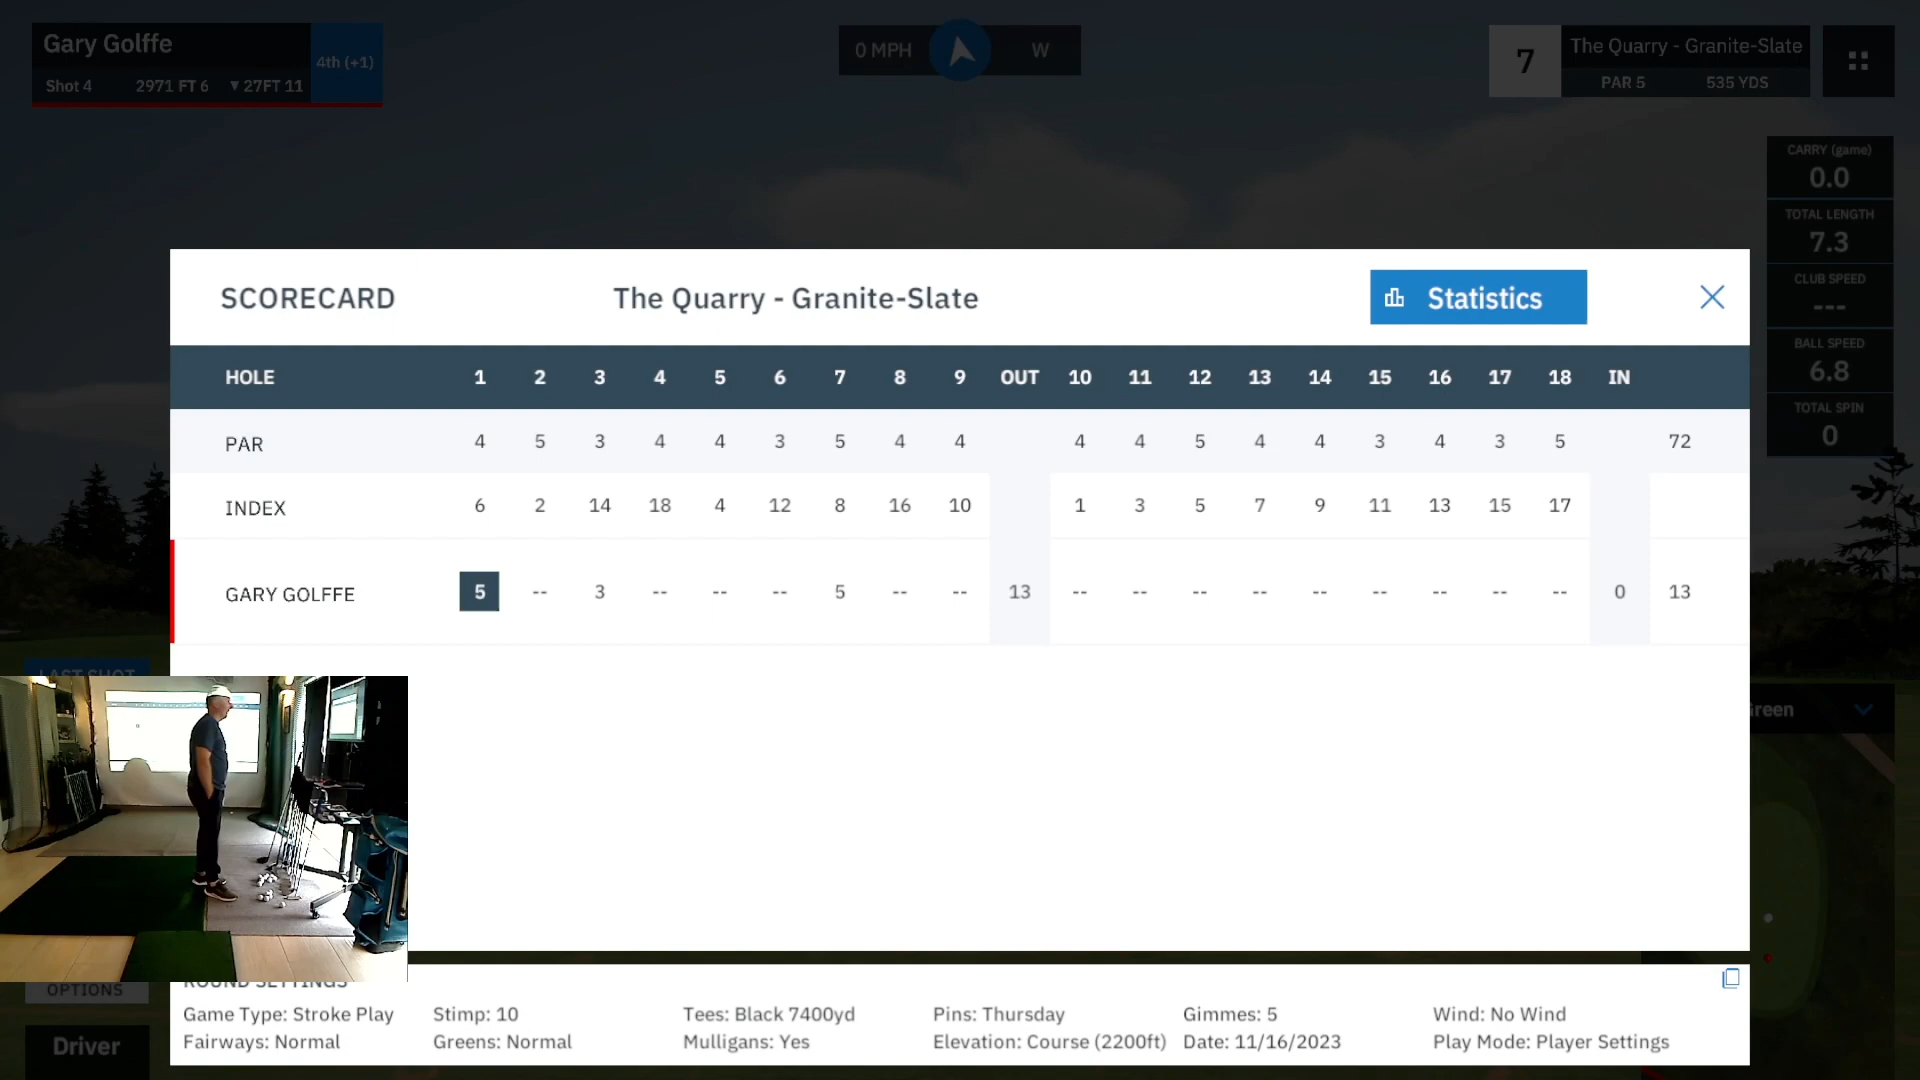 Gary Golffe
Shot 4 2971 FT 6 ▼27FT 11 4th (+1)
0 MPH W
7 The Quarry - Granite-Slate
PAR 5 535 YDS
CARRY (game)
0.0
TOTAL LENGTH
7.3
CLUB SPEED
---
BALL SPEED
6.8
TOTAL SPIN
0
SCORECARD The Quarry - Granite-Slate Statistics
HOLE 1 2 3 4 5 6 7 8 9 OUT 10 11 12 13 14 15 16 17 18 IN
PAR 4 5 3 4 4 3 5 4 4 4 4 5 4 4 3 4 3 5 72
INDEX 6 2 14 18 4 12 8 16 10 1 3 5 7 9 11 13 15 17
GARY GOLFFE 5 -- 3 -- -- -- 5 -- -- 13 -- -- -- -- -- -- -- -- -- 0 13
LAST SHOT
OPTIONS
Driver
ROUND SETTINGS
Game Type: Stroke Play Stimp: 10 Tees: Black 7400yd Pins: Thursday Gimmes: 5 Wind: No Wind
Fairways: Normal Greens: Normal Mulligans: Yes Elevation: Course (2200ft) Date: 11/16/2023 Play Mode: Player Settings